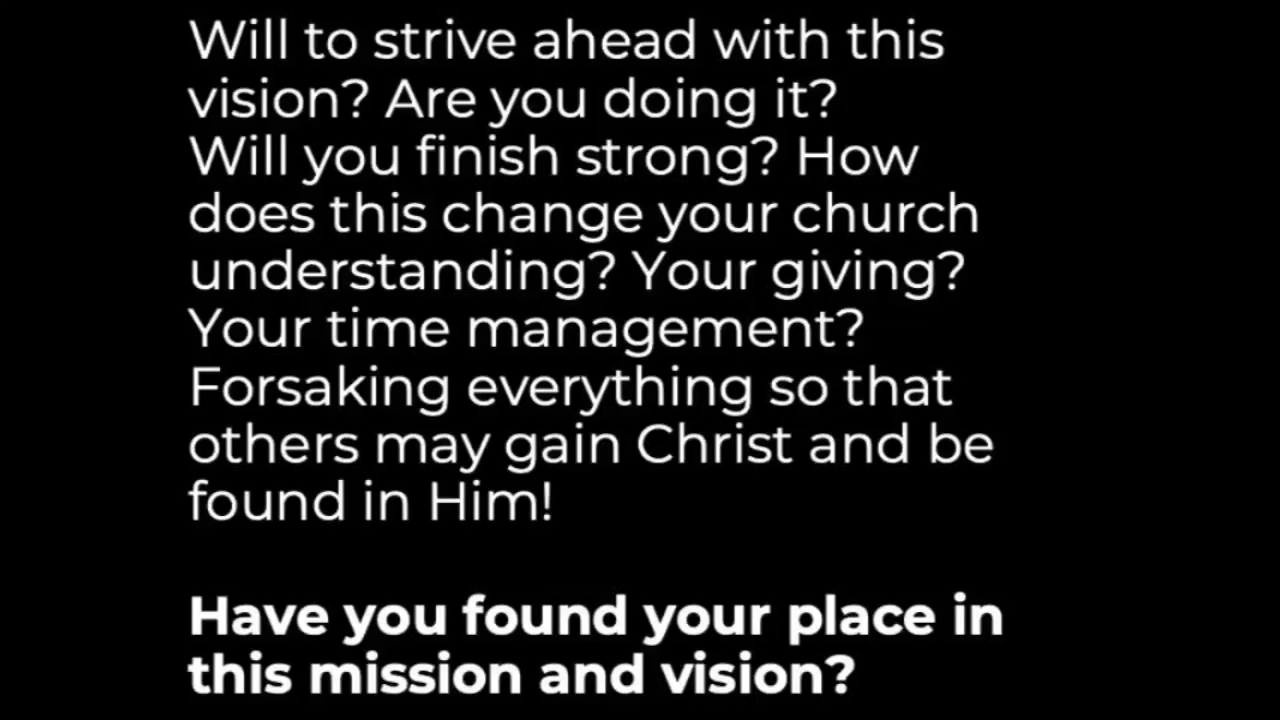 Will to strive ahead with this
vision? Are you doing it?
Will you finish strong? How
does this change your church
understanding? Your giving?
Your time management?
Forsaking everything so that
others may gain Christ and be
found in Him!
Have you found your place in
this mission and vision?